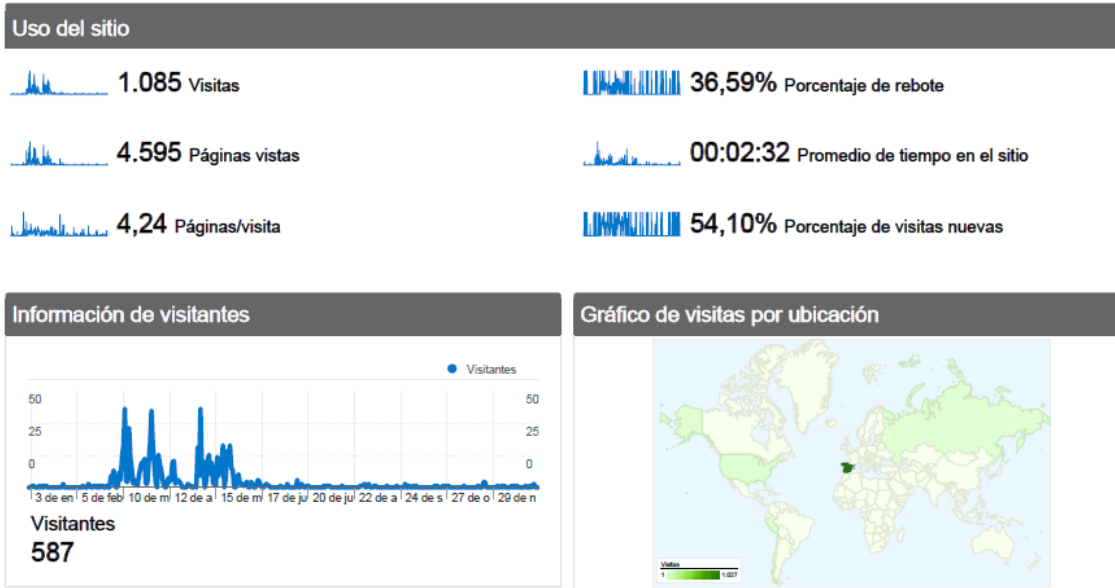 Uso del sitio
1.085 Visitas
36,59% Porcentaje de rebote
4.595 Páginas vistas
00:02:32 Promedio de tiempo en el sitio
4,24 Páginas/visita
54,10% Porcentaje de visitas nuevas
Información de visitantes
Gráfico de visitas por ubicación
Visitantes
50 50
25 25
0 0
3 de en 5 de feb 10 de m 12 de a 15 de m 17 de ju 20 de ju 22 de a 24 de s 27 de o 29 de n
Visitantes
587
Visitas
1 1.027